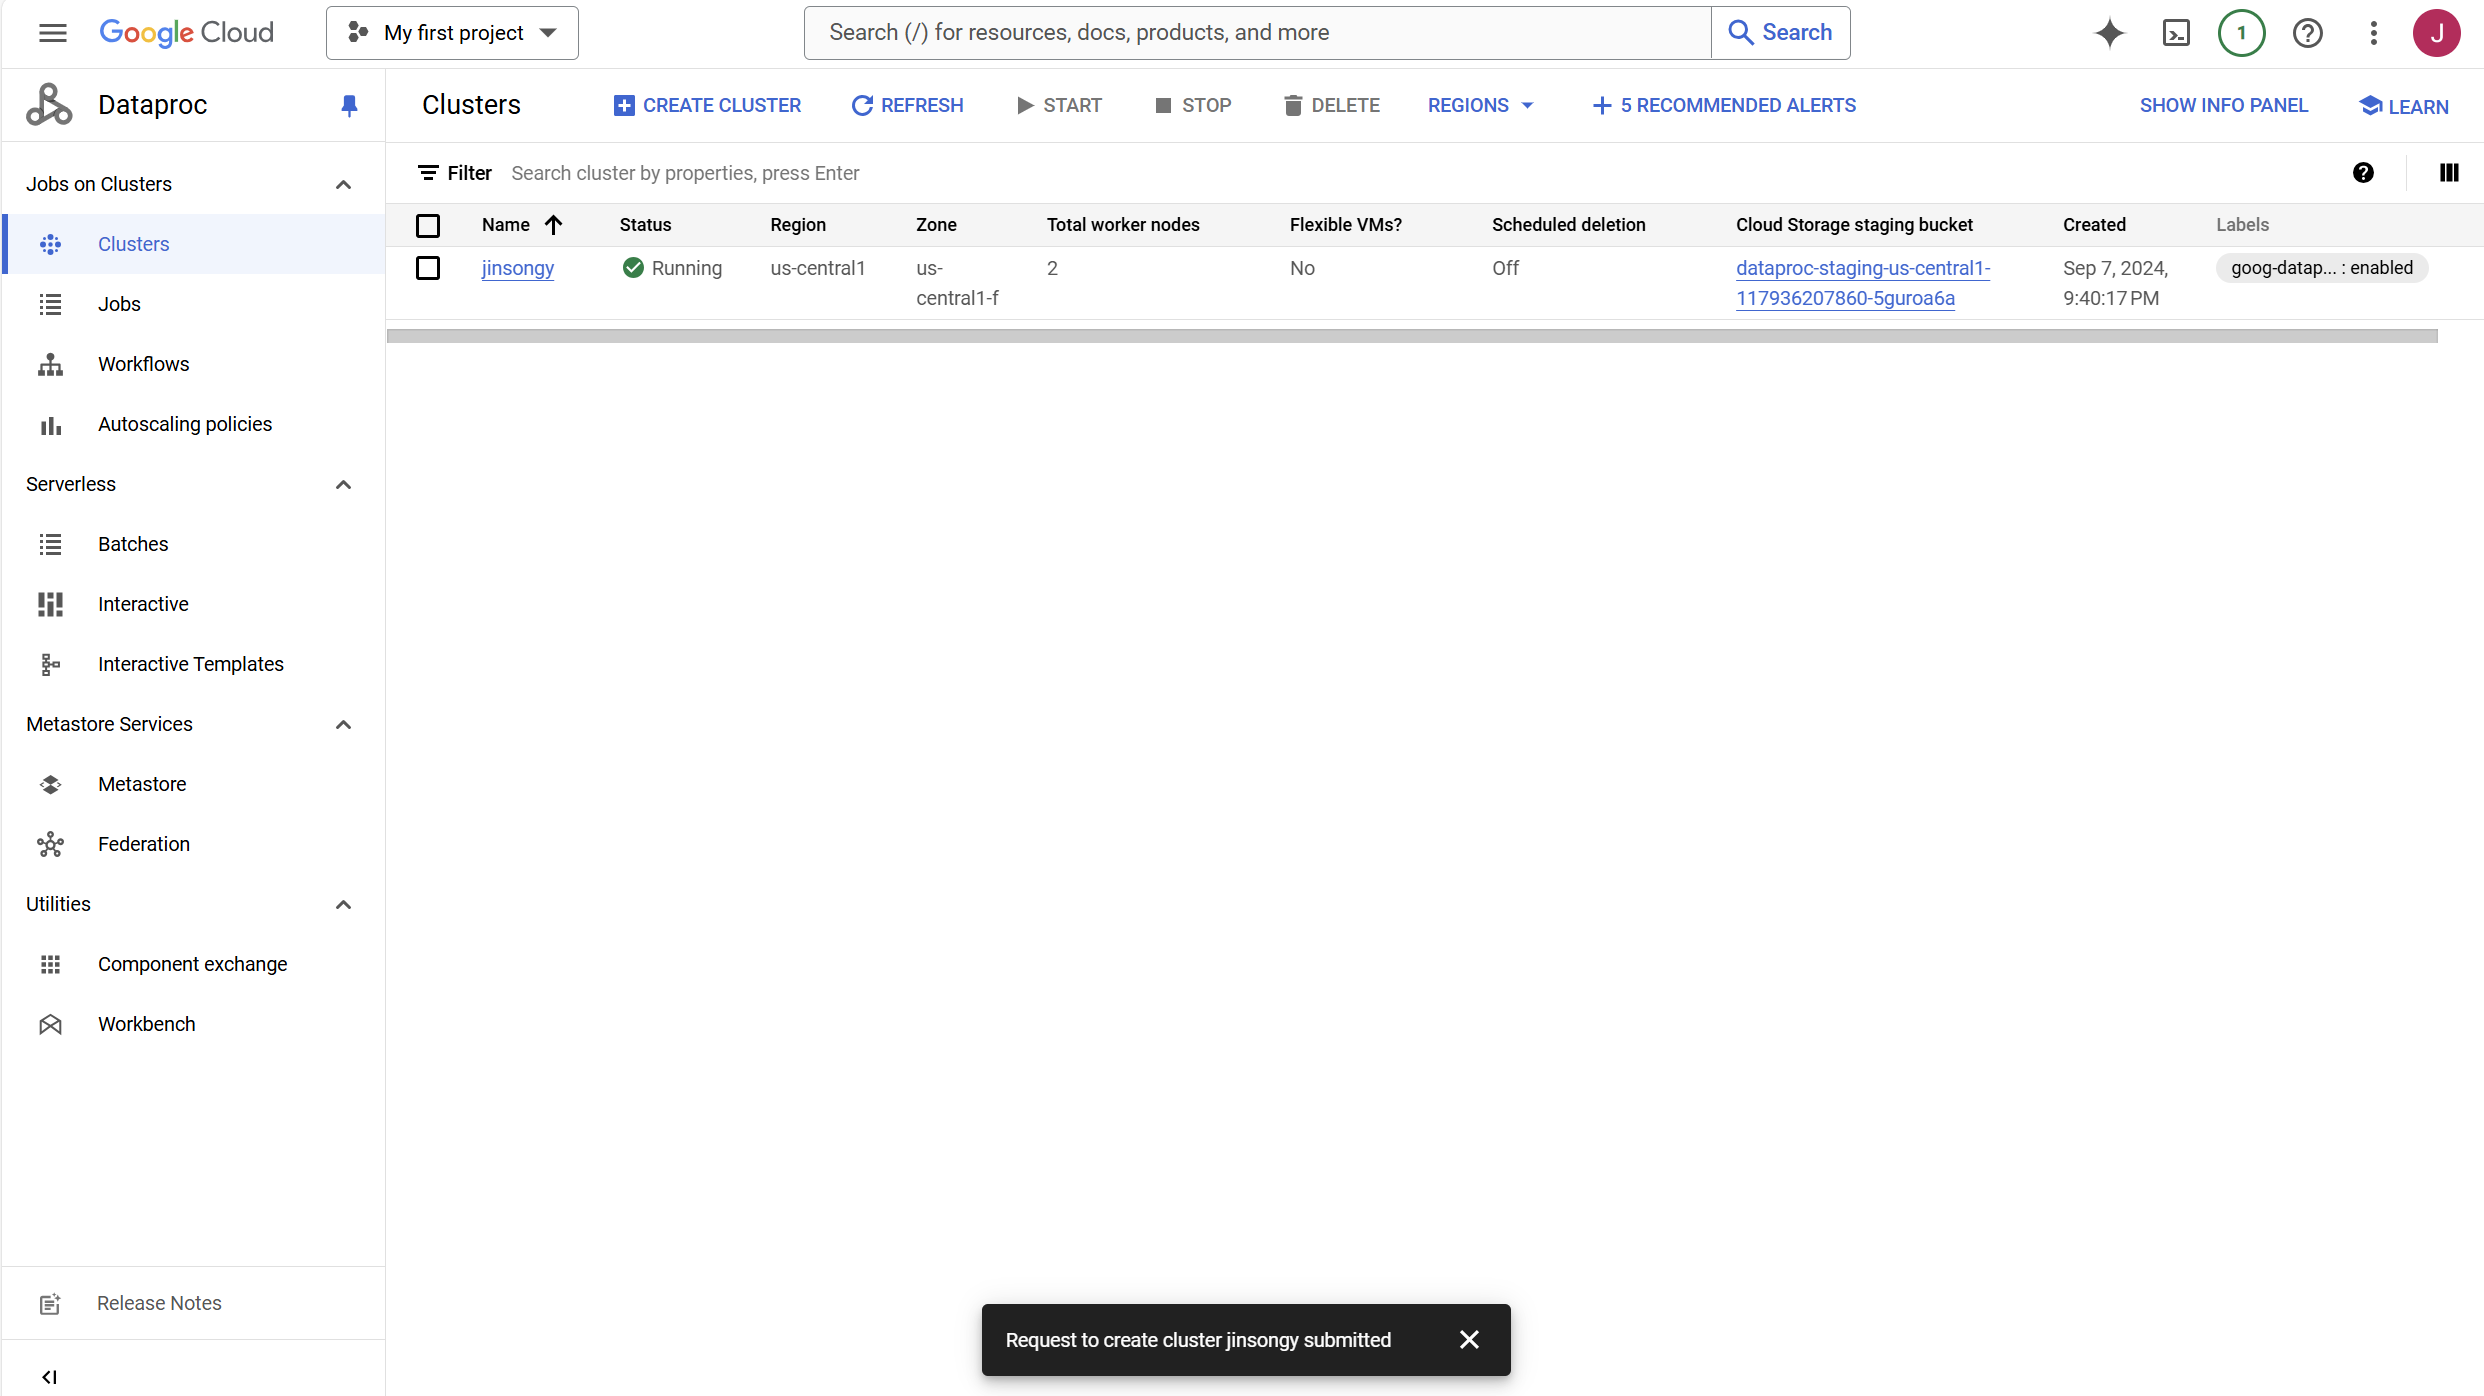 Google Cloud
My first project
Search (/) for resources, docs, products, and more
Search
1
J
Dataproc
Clusters
CREATE CLUSTER
REFRESH
START
STOP
DELETE
REGIONS
5 RECOMMENDED ALERTS
SHOW INFO PANEL
LEARN
Jobs on Clusters
Clusters
Jobs
Workflows
Autoscaling policies
Serverless
Batches
Interactive
Interactive Templates
Metastore Services
Metastore
Federation
Utilities
Component exchange
Workbench
Release Notes
Filter Search cluster by properties, press Enter
Name Status Region Zone Total worker nodes Flexible VMs? Scheduled deletion Cloud Storage staging bucket Created Labels
jinsongy Running us-central1 us- 2 No Off dataproc-staging-us-central1- Sep 7, 2024, goog-datap... : enabled
central1-f 117936207860-5guroa6a 9:40:17 PM
Request to create cluster jinsongy submitted